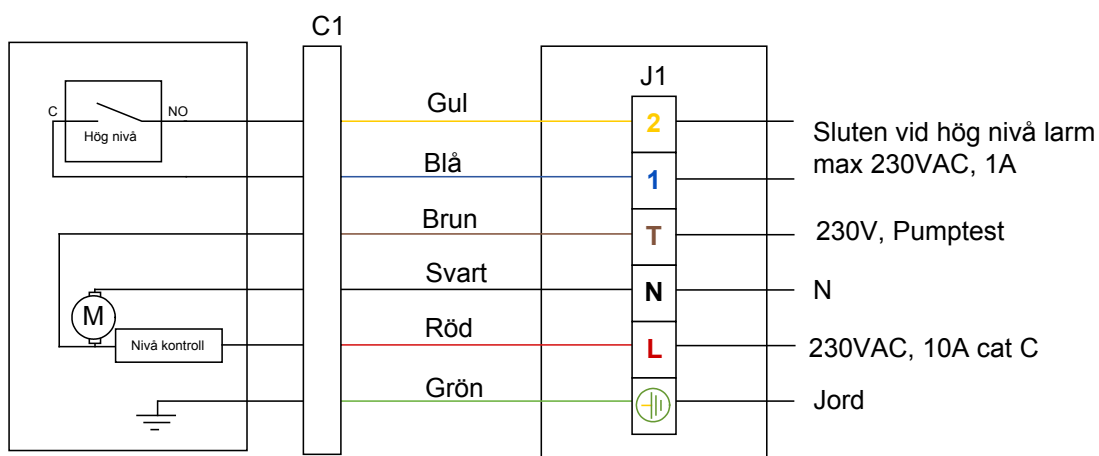 C1
J1
C
NO
Hög nivå
Gul
2
Sluten vid hög nivå larm
max 230VAC, 1A
Blå
1
Brun
T
230V, Pumptest
Svart
N
N
M
Nivå kontroll
Röd
L
230VAC, 10A cat C
Grön
Jord